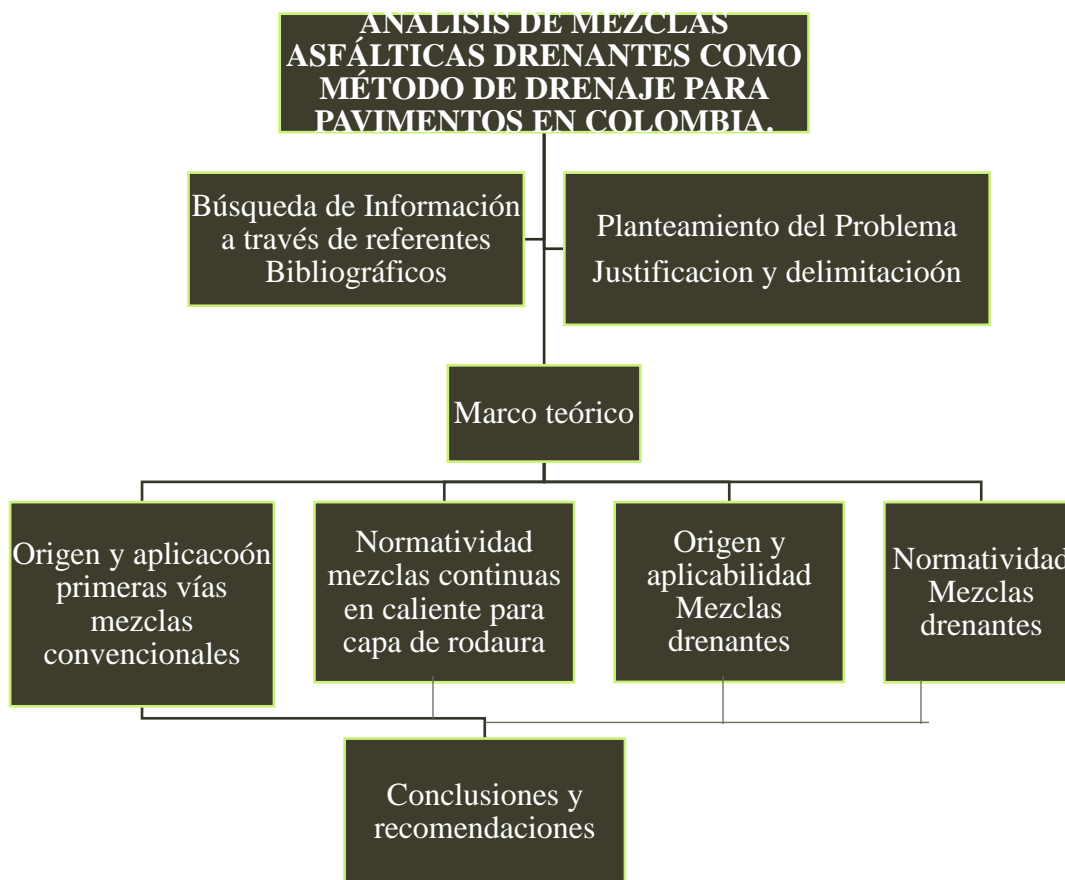 ANÁLISIS DE MEZCLAS
ASFÁLTICAS DRENANTES COMO
MÉTODO DE DRENAJE PARA
PAVIMENTOS EN COLOMBIA.
Búsqueda de Información
a través de referentes
Bibliográficos
Planteamiento del Problema
Justificacion y delimitacioón
Marco teórico
Origen y aplicacoón
primeras vías
mezclas
convencionales
Normatividad
mezclas continuas
en caliente para
capa de rodaura
Origen y
aplicabilidad
Mezclas
drenantes
Normatividad
Mezclas
drenantes
Conclusiones y
recomendaciones